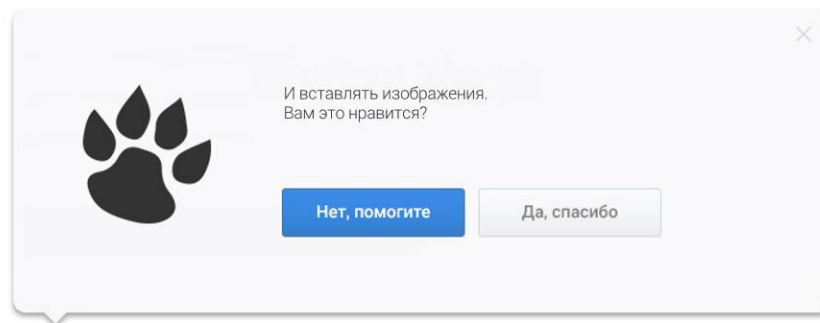 И вставлять изображения.
Вам это нравится?
Нет, помогите
Да, спасибо